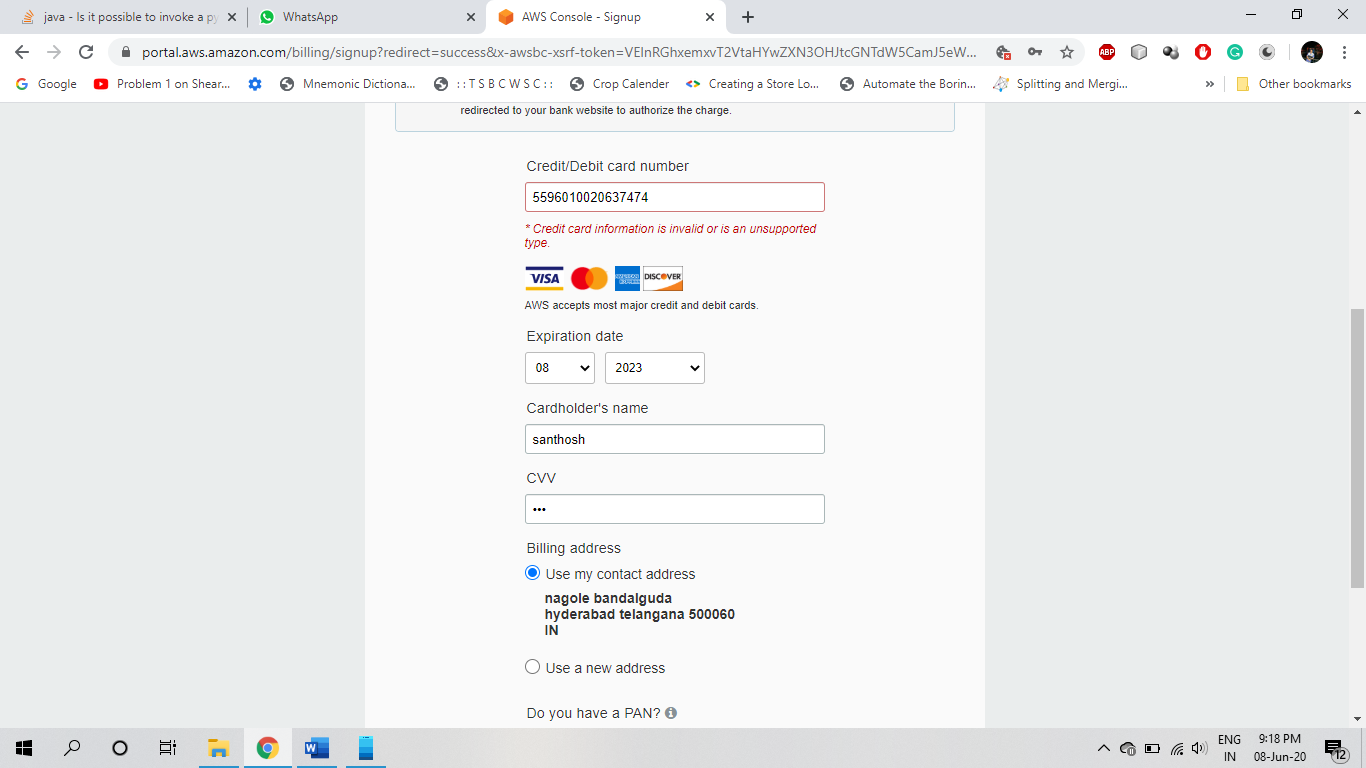 java - Is it possible to invoke a py
WhatsApp
AWS Console - Signup
portal.aws.amazon.com/billing/signup?redirect=success&x-awsbc-xsrf-token=VEInRGhxemxvT2VtaHYwZXN3OHJtcGNTdW5CamJ5eW...
ABP
Google
Problem 1 on Shear...
Mnemonic Dictiona...
: : T S B C W S C : :
Crop Calender
Creating a Store Lo...
Automate the Borin...
Splitting and Mergi...
»
Other bookmarks
redirected to your bank website to authorize the charge.
Credit/Debit card number
5596010020637474
* Credit card information is invalid or is an unsupported
type.
VISA
AMERICAN EXPRESS
DISCOVER
AWS accepts most major credit and debit cards.
Expiration date
08 2023
Cardholder's name
santhosh
CVV
•••
Billing address
Use my contact address
nagole bandalguda
hyderabad telangana 500060
IN
Use a new address
Do you have a PAN?
ENG
IN
9:18 PM
08-Jun-20
12